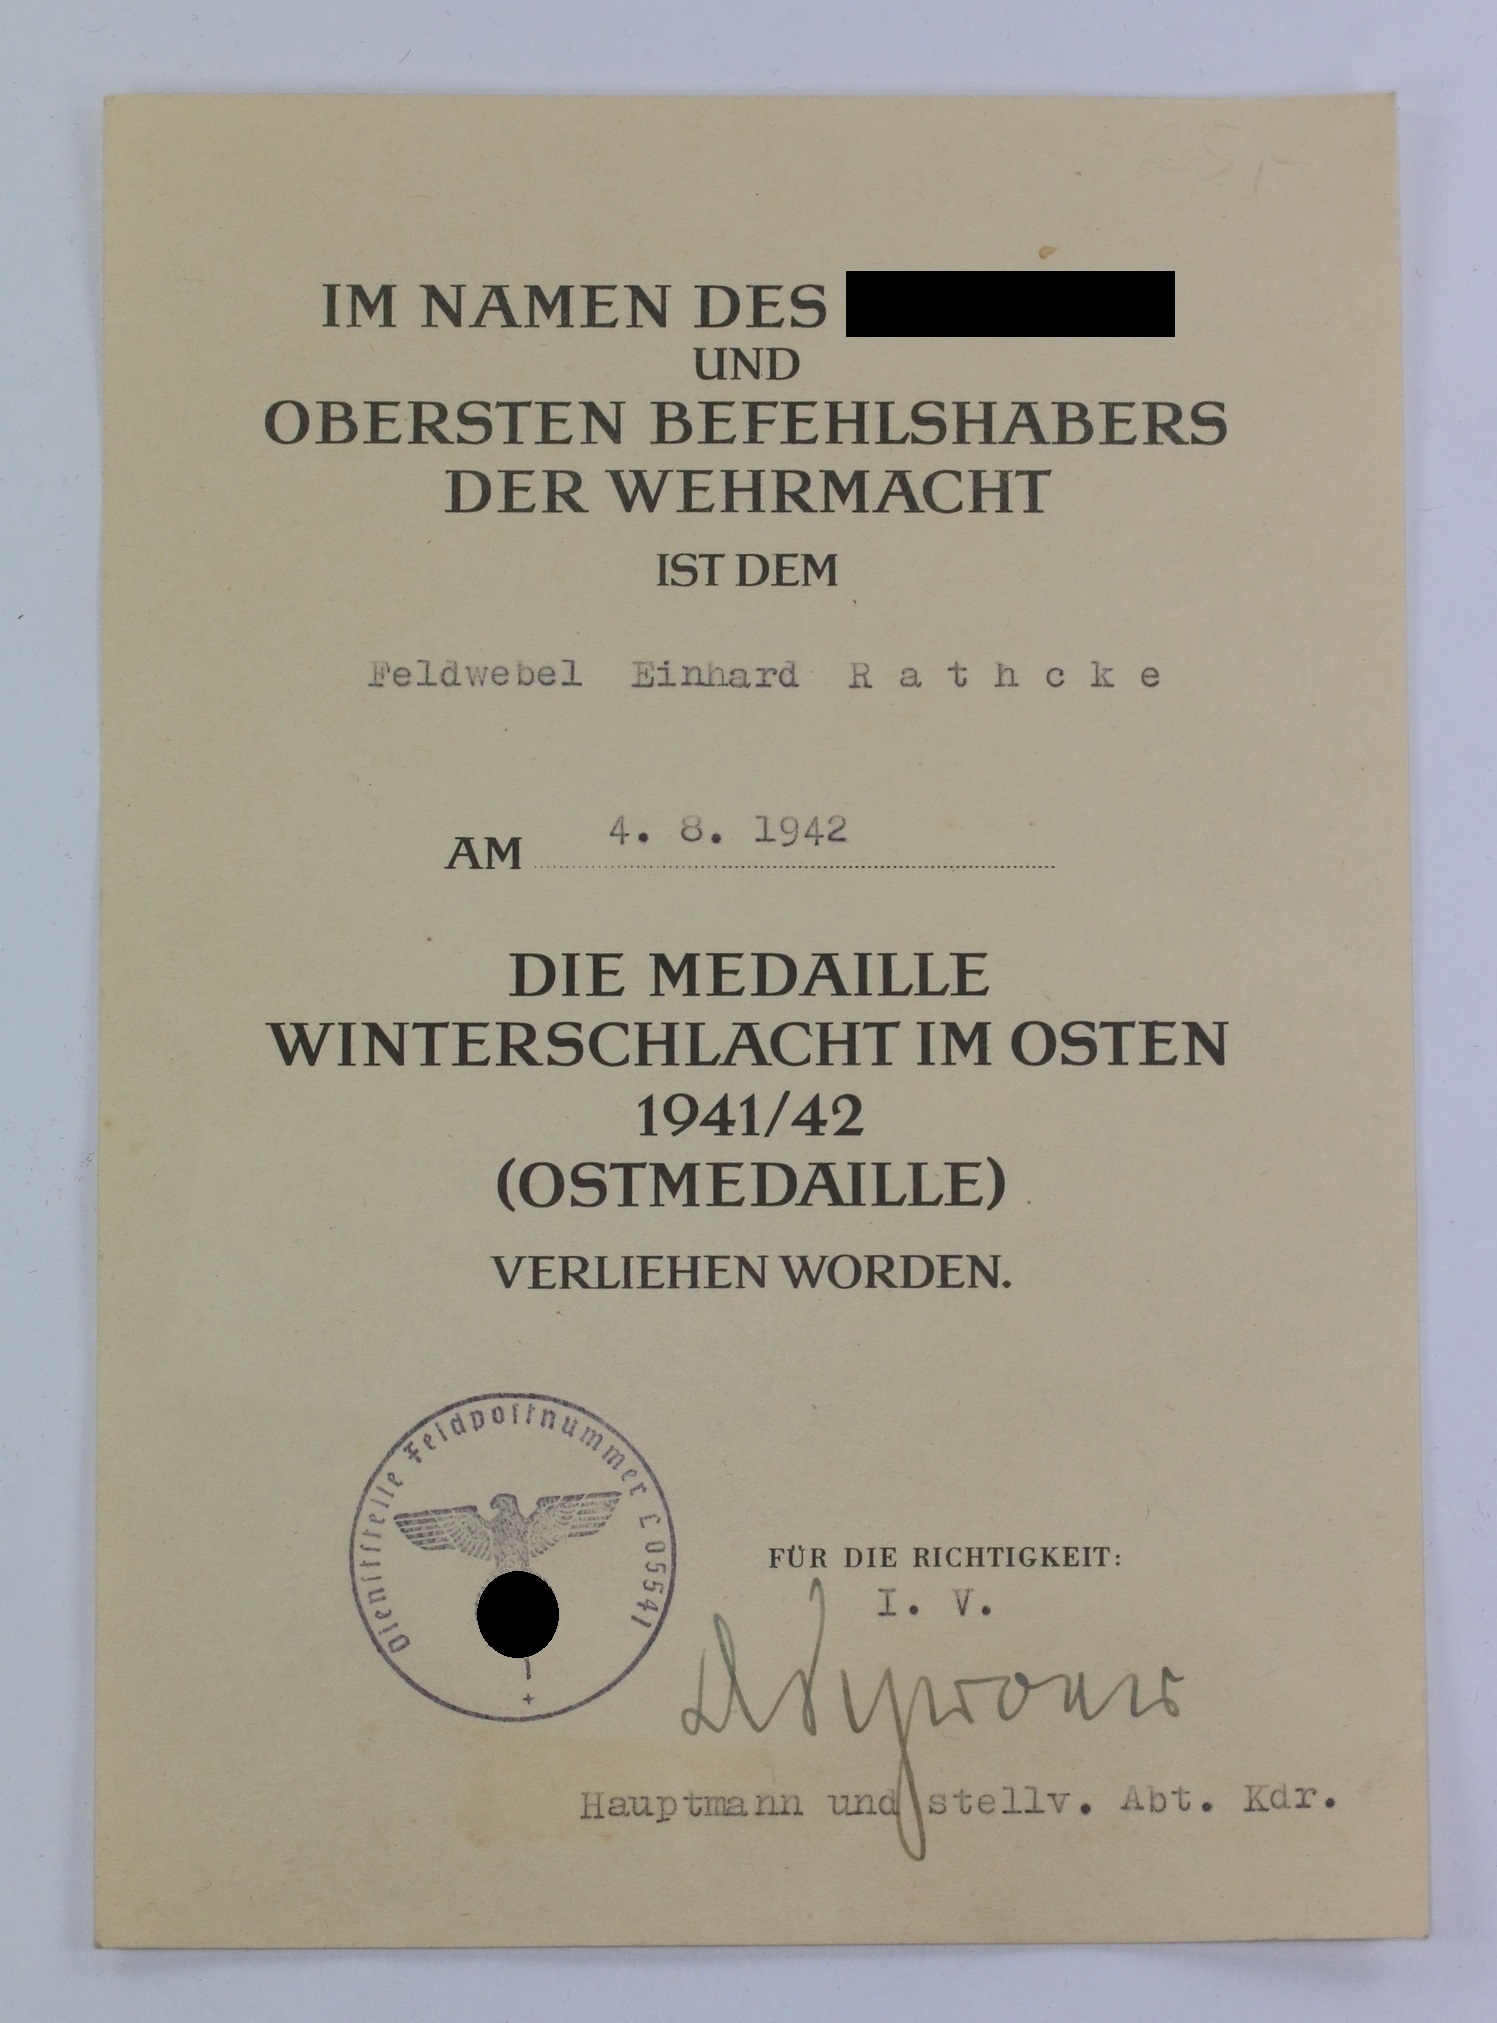 IM NAMEN DES
UND
OBERSTEN BEFEHLSHABERS
DER WEHRMACHT
IST DEM
Feldwebel Einhard R a t h c k e
AM 4. 8. 1942
DIE MEDAILLE
WINTERSCHLACHT IM OSTEN
1941/42
(OSTMEDAILLE)
VERLIEHEN WORDEN.
Dienststelle Feldpostnummer L 05541
FÜR DIE RICHTIGKEIT:
I. V.
Hauptmann und stellv. Abt. Kdr.